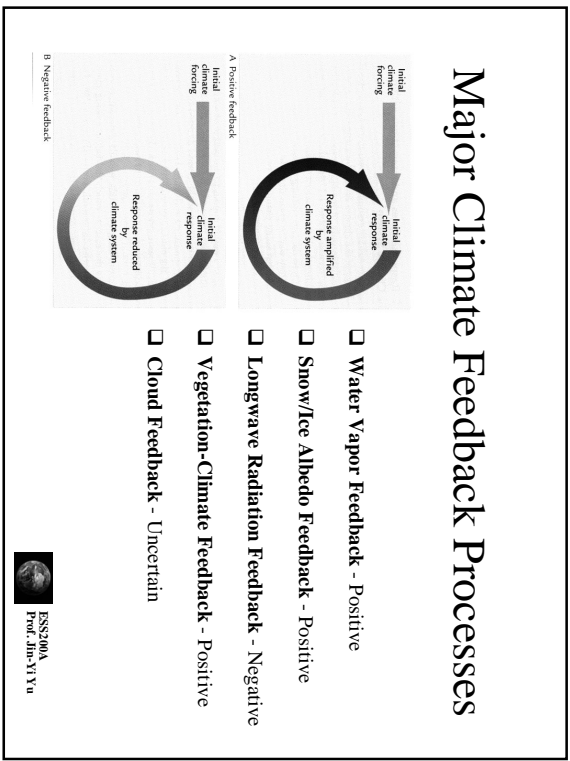 Major Climate Feedback Processes
Initial
climate
forcing
Initial
climate
response
Response amplified
by
climate system
A Positive feedback
Initial
climate
forcing
Initial
climate
response
Response reduced
by
climate system
B Negative feedback
❑ Water Vapor Feedback - Positive
❑ Snow/Ice Albedo Feedback - Positive
❑ Longwave Radiation Feedback - Negative
❑ Vegetation-Climate Feedback - Positive
❑ Cloud Feedback - Uncertain
ESS200A
Prof. Jin-Yi Yu